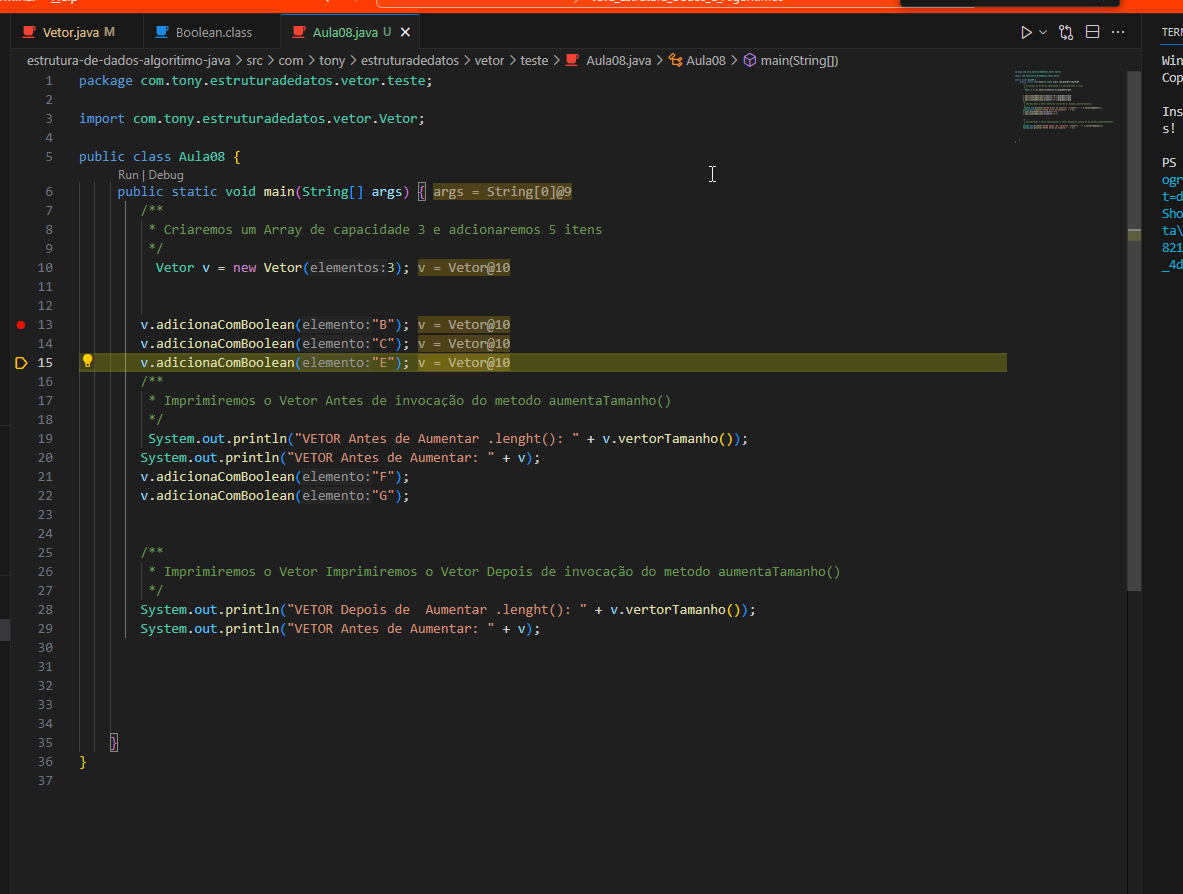 Vetor.java M
Boolean.class
Aula08.java U
estrutura-de-dados-algoritimo-java > src > com > tony > estruturadedatos > vetor > teste > Aula08.java > Aula08 > main(String[])
1 package com.tony.estruturadedatos.vetor.teste;
2
3 import com.tony.estruturadedatos.vetor.Vetor;
4
5 public class Aula08 {
Run | Debug
6 public static void main(String[] args) { args = String[0]@9
7 /**
8 * Criaremos um Array de capacidade 3 e adcionaremos 5 itens
9 */
10 Vetor v = new Vetor(elementos:3); v = Vetor@10
11
12
13 v.adicionaComBoolean(elemento:"B"); v = Vetor@10
14 v.adicionaComBoolean(elemento:"C"); v = Vetor@10
15 v.adicionaComBoolean(elemento:"E"); v = Vetor@10
16 /**
17 * Imprimiremos o Vetor Antes de invocação do metodo aumentaTamanho()
18 */
19 System.out.println("VETOR Antes de Aumentar .lenght(): " + v.vertorTamanho());
20 System.out.println("VETOR Antes de Aumentar: " + v);
21 v.adicionaComBoolean(elemento:"F");
22 v.adicionaComBoolean(elemento:"G");
23
24
25 /**
26 * Imprimiremos o Vetor Imprimiremos o Vetor Depois de invocação do metodo aumentaTamanho()
27 */
28 System.out.println("VETOR Depois de  Aumentar .lenght(): " + v.vertorTamanho());
29 System.out.println("VETOR Antes de Aumentar: " + v);
30
31
32
33
34
35 }
36 }
37
TERM
Win
Cop
Ins
s!
PS
ogr
t=d
Sho
ta\
821
_4d